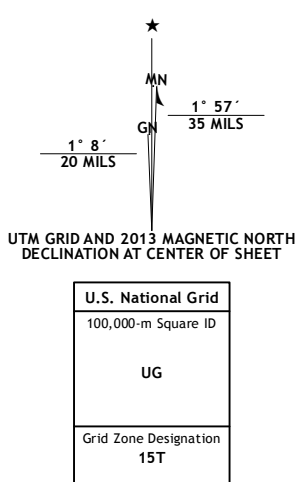 ★
MN
1° 57´
35 MILS
GN
1° 8´
20 MILS
UTM GRID AND 2013 MAGNETIC NORTH
DECLINATION AT CENTER OF SHEET
U.S. National Grid
100,000-m Square ID
UG
Grid Zone Designation
15T